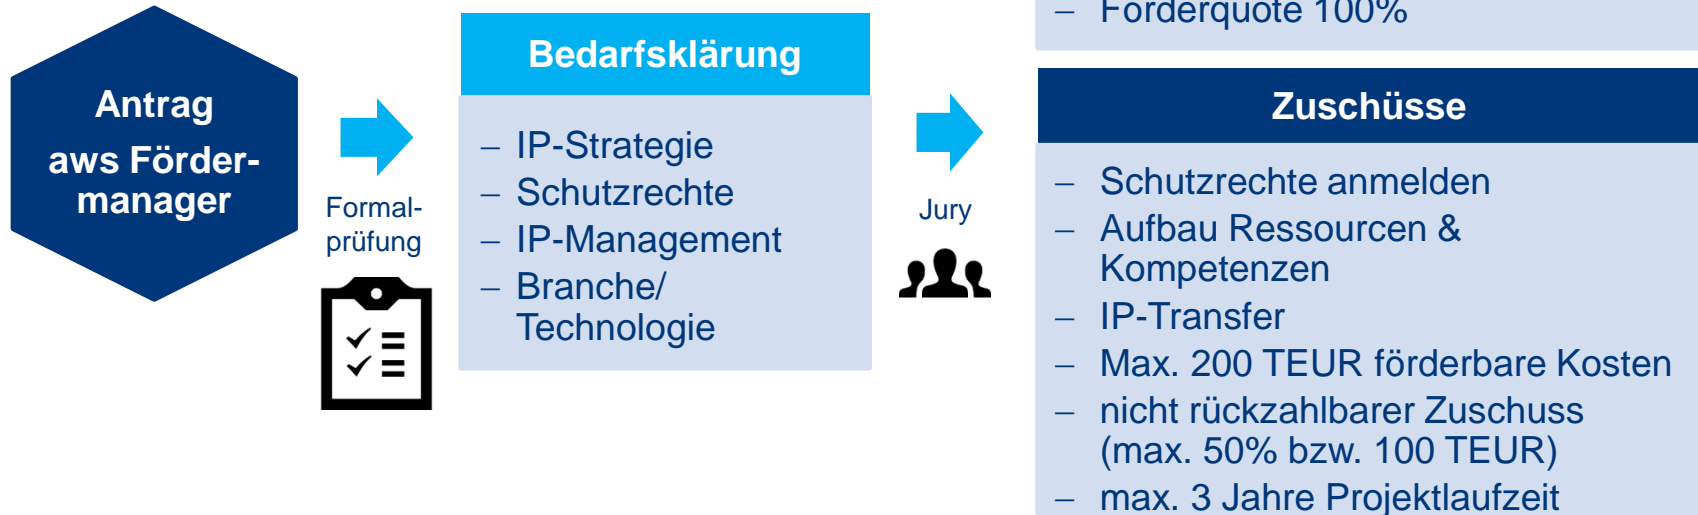 Antrag
aws Förder-
manager
Formal-
prüfung
Bedarfsklärung
– IP-Strategie
– Schutzrechte
– IP-Management
– Branche/
Technologie
Jury
– Förderquote 100%
Zuschüsse
– Schutzrechte anmelden
– Aufbau Ressourcen &
Kompetenzen
– IP-Transfer
– Max. 200 TEUR förderbare Kosten
– nicht rückzahlbarer Zuschuss
(max. 50% bzw. 100 TEUR)
– max. 3 Jahre Projektlaufzeit